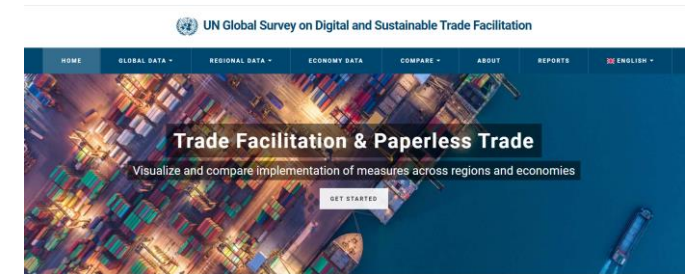 UN Global Survey on Digital and Sustainable Trade Facilitation
HOME GLOBAL DATA REGIONAL DATA ECONOMY DATA COMPARE ABOUT REPORTS ENGLISH
Trade Facilitation & Paperless Trade
Visualize and compare implementation of measures across regions and economies
GET STARTED